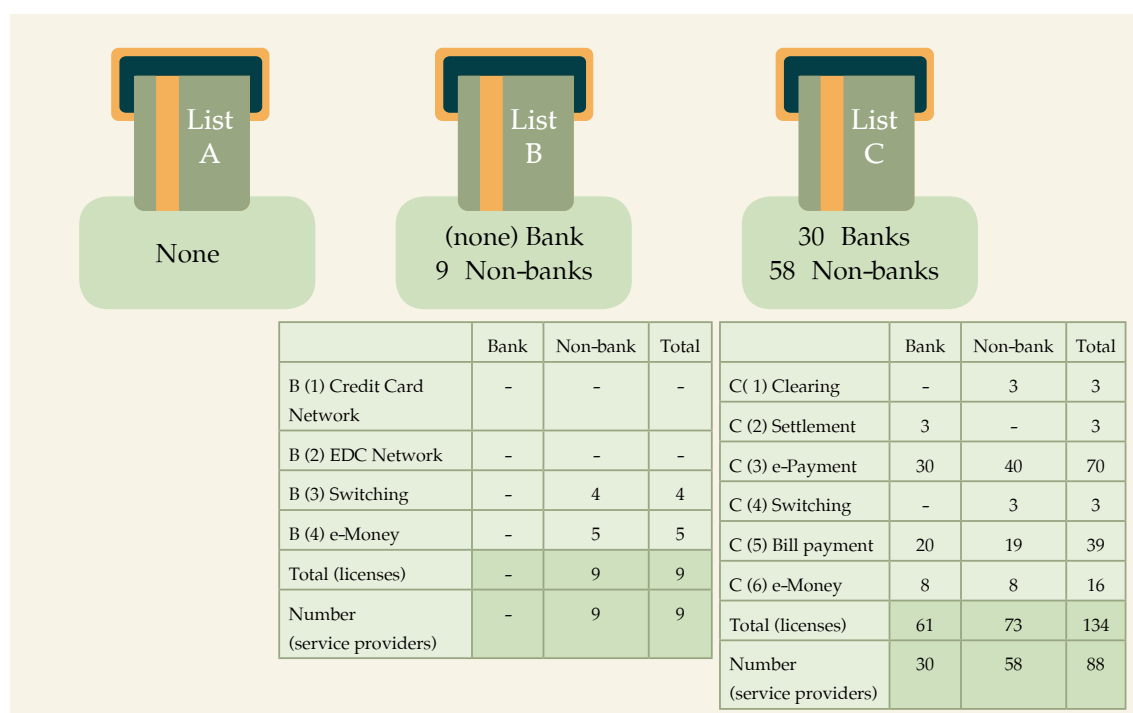 List
A
List
B
List
C
None
(none) Bank
9 Non-banks
30 Banks
58 Non-banks
Bank Non-bank Total
B (1) Credit Card
Network - - -
B (2) EDC Network - - -
B (3) Switching - 4 4
B (4) e-Money - 5 5
Total (licenses) - 9 9
Number
(service providers) - 9 9
Bank Non-bank Total
C( 1) Clearing - 3 3
C (2) Settlement 3 - 3
C (3) e-Payment 30 40 70
C (4) Switching - 3 3
C (5) Bill payment 20 19 39
C (6) e-Money 8 8 16
Total (licenses) 61 73 134
Number
(service providers) 30 58 88